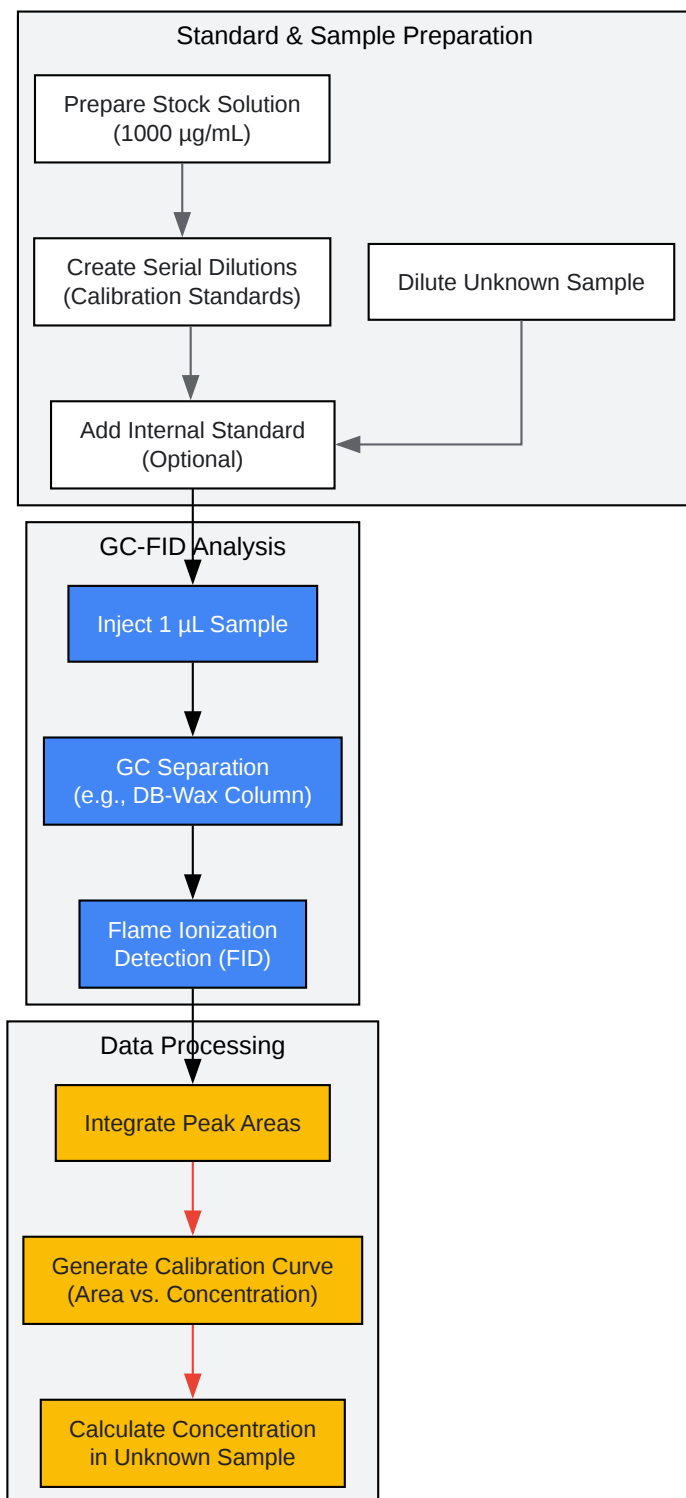 Standard & Sample Preparation
Prepare Stock Solution
(1000 µg/mL)
Create Serial Dilutions
(Calibration Standards)
Dilute Unknown Sample
Add Internal Standard
(Optional)
GC-FID Analysis
Inject 1 µL Sample
GC Separation
(e.g., DB-Wax Column)
Flame Ionization
Detection (FID)
Data Processing
Integrate Peak Areas
Generate Calibration Curve
(Area vs. Concentration)
Calculate Concentration
in Unknown Sample